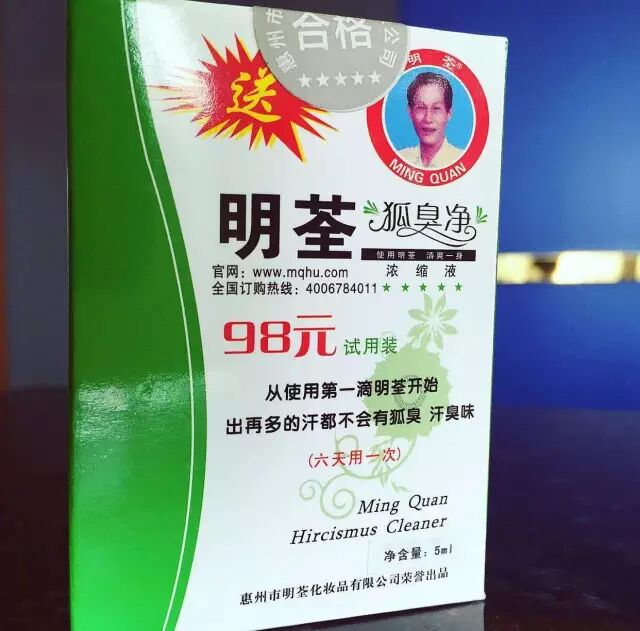 惠州市
公司
合格
★★★★★
送
明荃®
MING QUAN
明荃 狐臭净
使用明荃 清爽一身
官网：www.mqhu.com 浓缩液
全国订购热线：4006784011 ★★★★★
98元 试用装
从使用第一滴明荃开始
出再多的汗都不会有狐臭 汗臭味
(六天用一次)
Ming Quan
Hircismus Cleaner
净含量：5ml
惠州市明荃化妆品有限公司荣誉出品